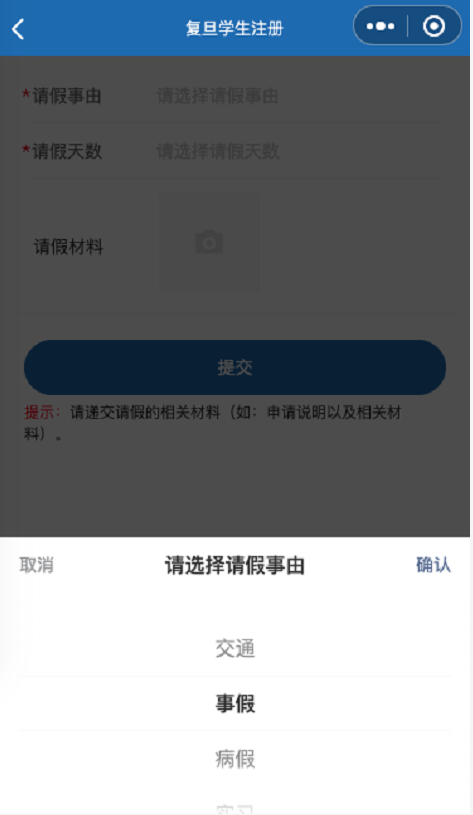 复旦学生注册
*请假事由 请选择请假事由
*请假天数 请选择请假天数
请假材料
提交
提示：请递交请假的相关材料（如：申请说明以及相关材
料）。
取消 请选择请假事由 确认
交通
事假
病假
实习